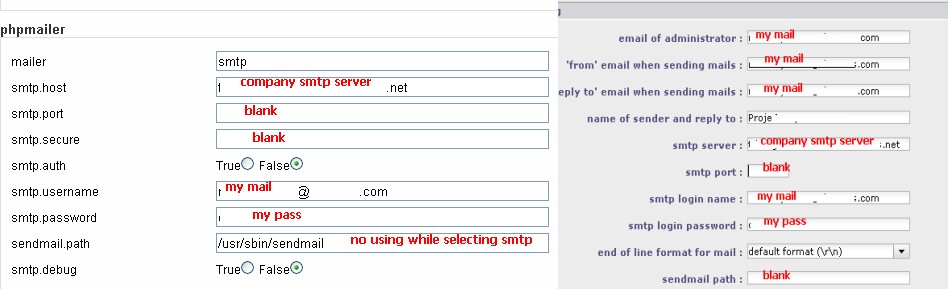 phpmailer
mailer smtp
smtp.host company smtp server .net
smtp.port blank
smtp.secure blank
smtp.auth True False
smtp.username my mail @ .com
smtp.password my pass
sendmail.path /usr/sbin/sendmail no using while selecting smtp
smtp.debug True False
email of administrator : my mail .com
'from' email when sending mails : my mail .com
eply to' email when sending mails : my mail .com
name of sender and reply to : Proje
smtp server : company smtp server .net
smtp port : blank
smtp login name : my mail .com
smtp login password : my pass
end of line format for mail : default format (\r\n)
sendmail path : blank